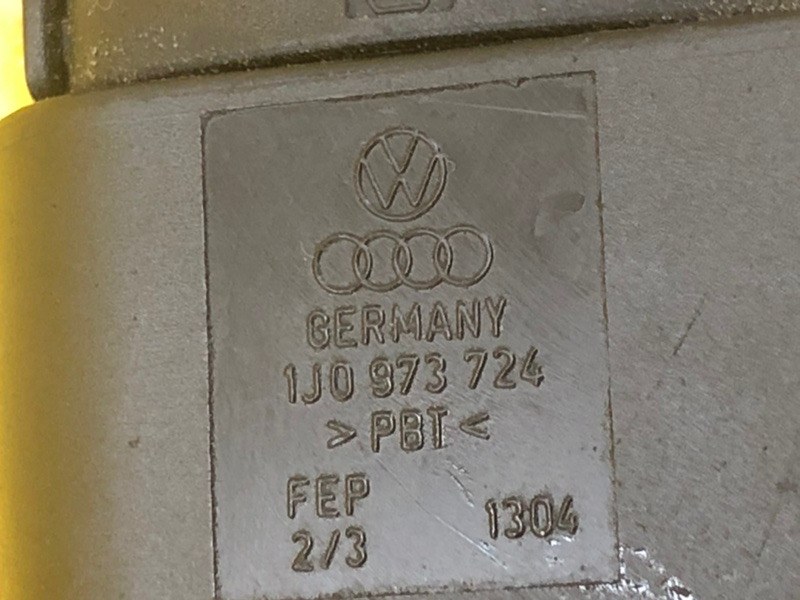 GERMANY
1J0 973 724
>PBT<
FEP 1304
2/3